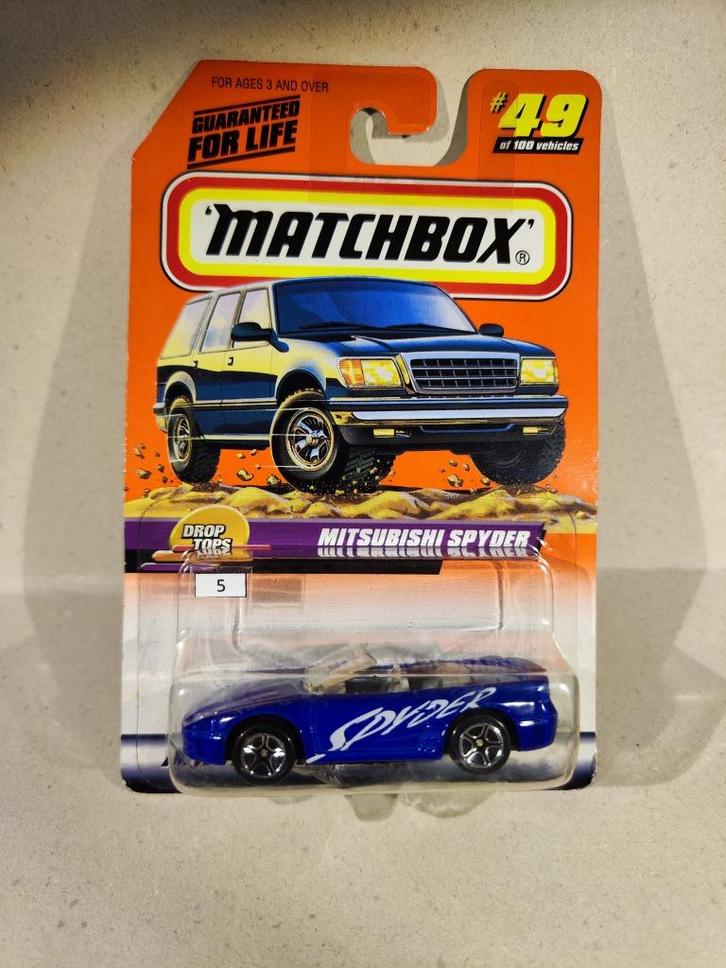 FOR AGES 3 AND OVER
GUARANTEED
FOR LIFE
#49
of 100 vehicles
'MATCHBOX'®
DROP
TOPS
MITSUBISHI SPYDER
5
SPYDER